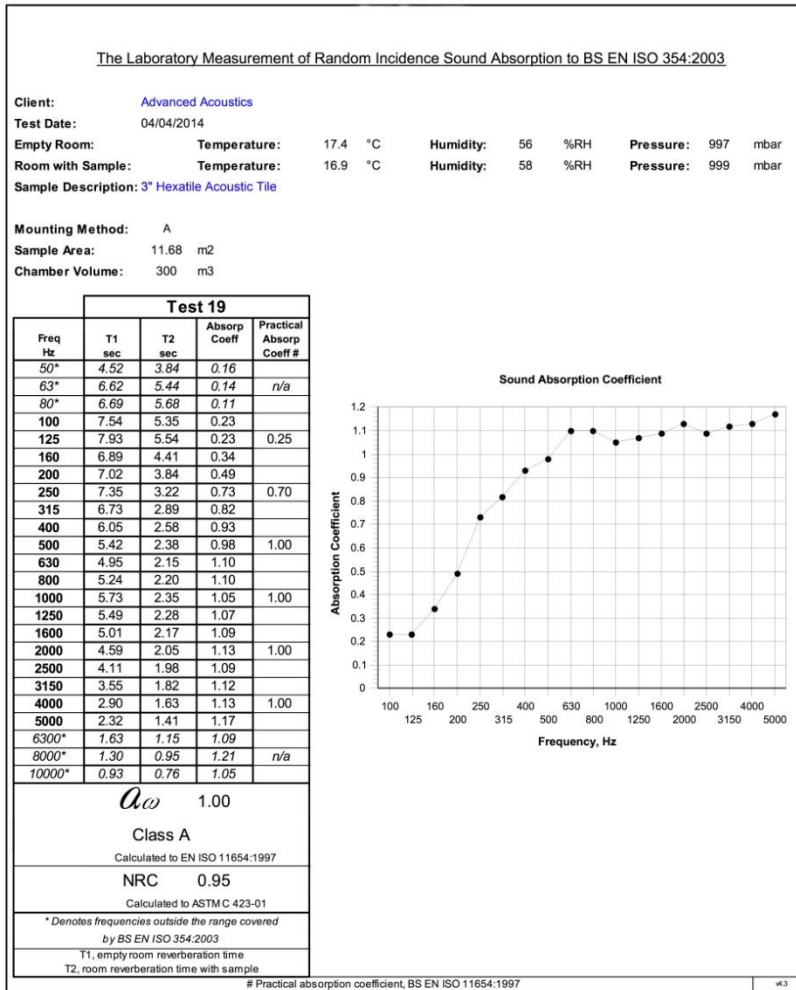 The Laboratory Measurement of Random Incidence Sound Absorption to BS EN ISO 354:2003
Client: Advanced Acoustics
Test Date: 04/04/2014
Empty Room: Temperature: 17.4 °C Humidity: 56 %RH Pressure: 997 mbar
Room with Sample: Temperature: 16.9 °C Humidity: 58 %RH Pressure: 999 mbar
Sample Description: 3" Hexatile Acoustic Tile
Mounting Method: A
Sample Area: 11.68 m2
Chamber Volume: 300 m3
Test 19
Freq Hz T1 sec T2 sec Absorp Coeff Practical Absorp Coeff #
50* 4.52 3.84 0.16
63* 6.62 5.44 0.14 n/a
80* 6.69 5.68 0.11
100 7.54 5.35 0.23
125 7.93 5.54 0.23 0.25
160 6.89 4.41 0.34
200 7.02 3.84 0.49
250 7.35 3.22 0.73 0.70
315 6.73 2.89 0.82
400 6.05 2.58 0.93
500 5.42 2.38 0.98 1.00
630 4.95 2.15 1.10
800 5.24 2.20 1.10
1000 5.73 2.35 1.05 1.00
1250 5.49 2.28 1.07
1600 5.01 2.17 1.09
2000 4.59 2.05 1.13 1.00
2500 4.11 1.98 1.09
3150 3.55 1.82 1.12
4000 2.90 1.63 1.13 1.00
5000 2.32 1.41 1.17
6300* 1.63 1.15 1.09
8000* 1.30 0.95 1.21 n/a
10000* 0.93 0.76 1.05
aω 1.00
Class A
Calculated to EN ISO 11654:1997
NRC 0.95
Calculated to ASTM C 423-01
* Denotes frequencies outside the range covered
by BS EN ISO 354:2003
T1, empty room reverberation time
T2, room reverberation time with sample
Sound Absorption Coefficient
Absorption Coefficient
1.2
1.1
1
0.9
0.8
0.7
0.6
0.5
0.4
0.3
0.2
0.1
0
100 160 250 400 630 1000 1600 2500 4000
125 200 315 500 800 1250 2000 3150 5000
Frequency, Hz
# Practical absorption coefficient, BS EN ISO 11654:1997
v4.3